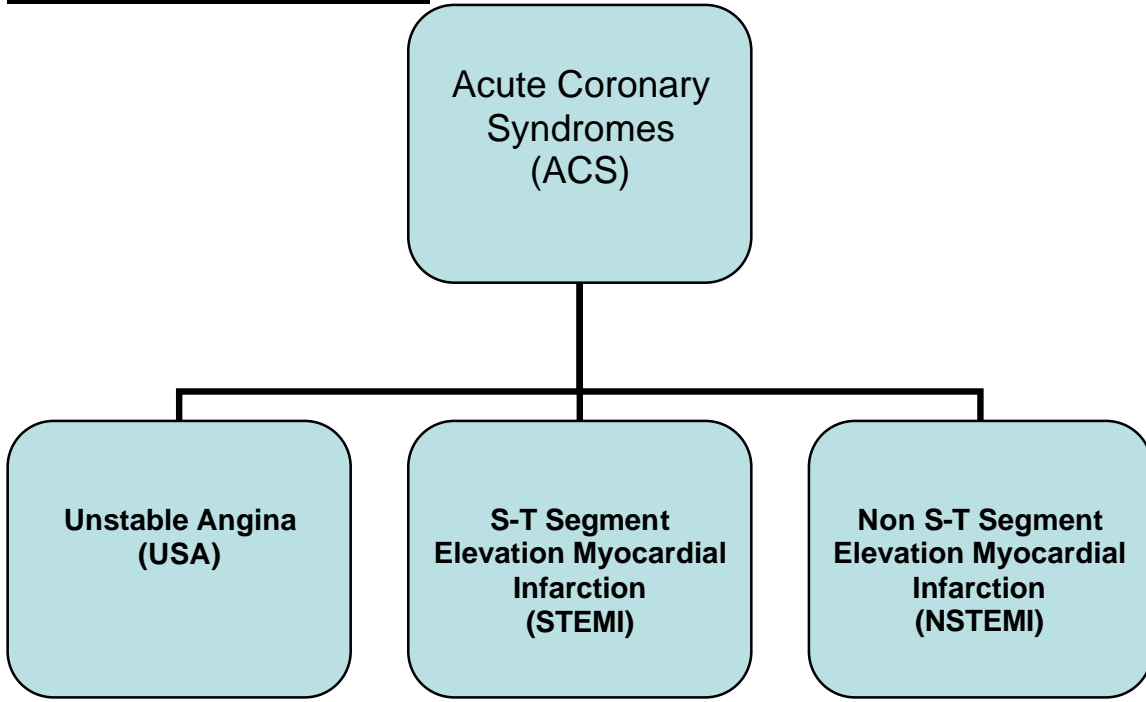 Acute Coronary
Syndromes
(ACS)
Unstable Angina
(USA)
S-T Segment
Elevation Myocardial
Infarction
(STEMI)
Non S-T Segment
Elevation Myocardial
Infarction
(NSTEMI)